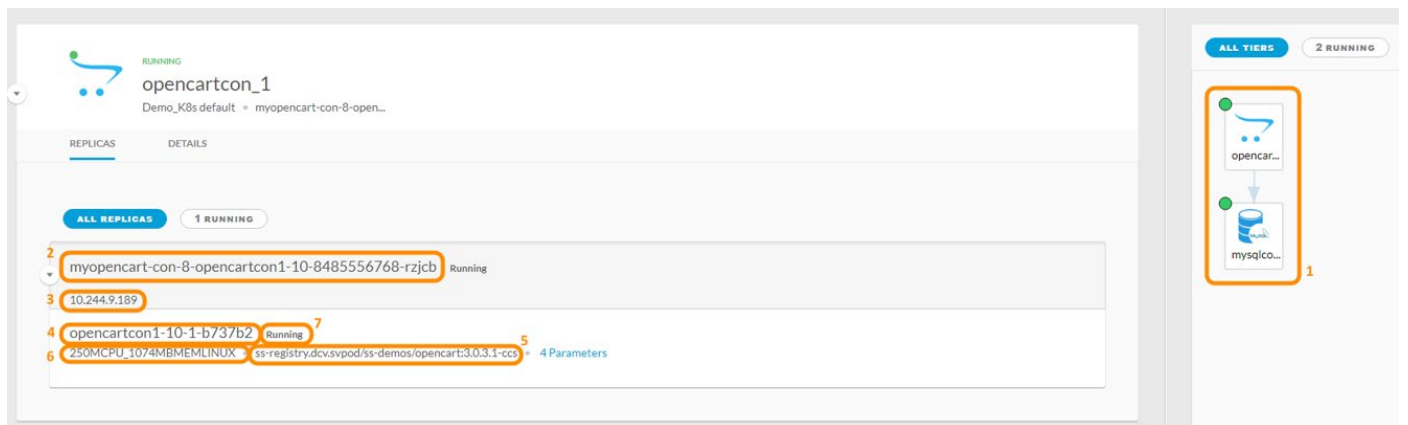 RUNNING
opencartcon_1
Demo_K8s default • myopencart-con-8-open...
REPLICAS DETAILS
ALL REPLICAS 1 RUNNING
2
myopencart-con-8-opencartcon1-10-8485556768-rzjcb Running
3 10.244.9.189
4 opencartcon1-10-1-b737b2 Running 7
5
6 250MCPU_1074MBMEMLINUX • ss-registry.dcv.svpod/ss-demos/opencart:3.0.3.1-ccs • 4 Parameters
ALL TIERS 2 RUNNING
opencar...
MySQL
mysqlco...
1